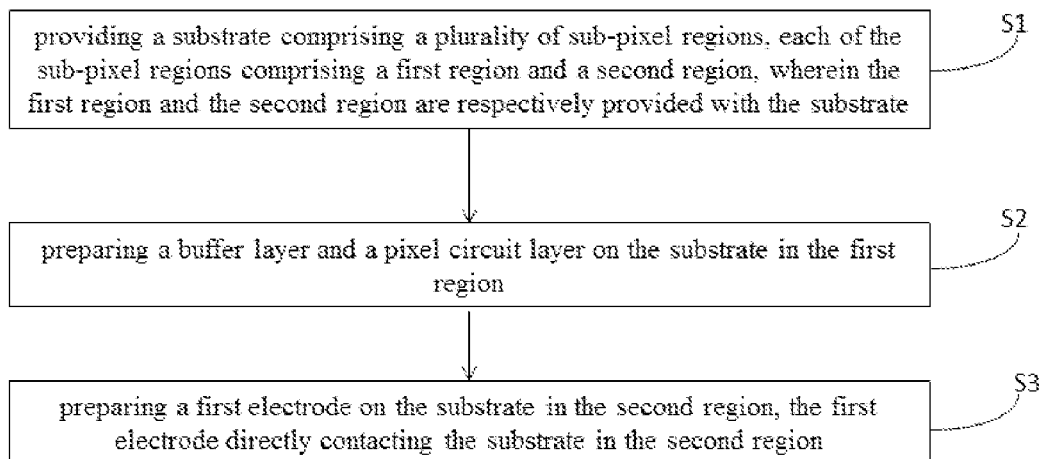 providing a substrate comprising a plurality of sub-pixel regions, each of the
sub-pixel regions comprising a first region and a second region, wherein the
first region and the second region are respectively provided with the substrate
S1
preparing a buffer layer and a pixel circuit layer on the substrate in the first
region
S2
preparing a first electrode on the substrate in the second region, the first
electrode directly contacting the substrate in the second region
S3